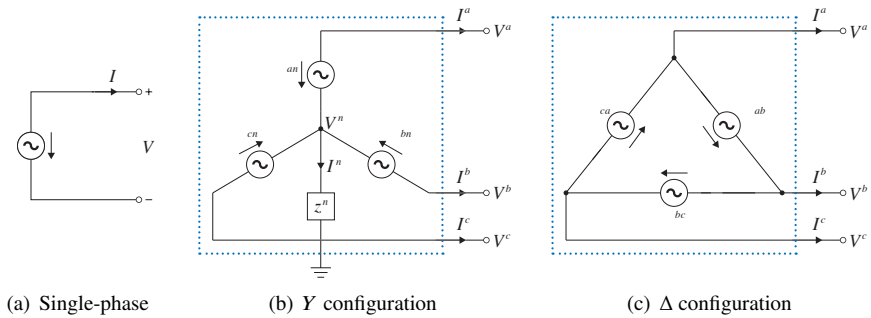 I
+
V
−
(a) Single-phase
I^a
V^a
an
V^n
cn
bn
I^n
z^n
I^b
V^b
I^c
V^c
(b) Y configuration
I^a
V^a
ca
ab
bc
I^b
V^b
I^c
V^c
(c) Δ configuration